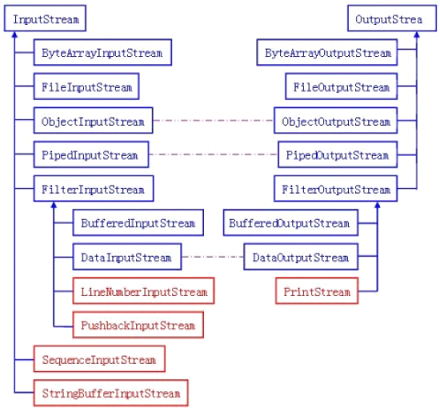 InputStream OutputStrea
ByteArrayInputStream ByteArrayOutputStream
FileInputStream FileOutputStream
ObjectInputStream ObjectOutputStream
PipedInputStream PipedOutputStream
FilterInputStream FilterOutputStream
BufferedInputStream BufferedOutputStream
DataInputStream DataOutputStream
LineNumberInputStream PrintStream
PushbackInputStream
SequenceInputStream
StringBufferInputStream